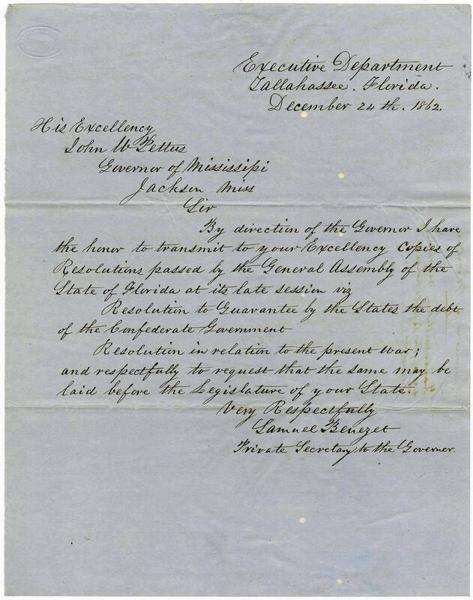 Executive Department
Tallahassee. Florida.
December 24th. 1862.
His Excellency
John W Pettus
Governor of Mississipi
Jackson Miss
Sir
By direction of the Governor I have
the honor to transmit to your Excellency Copies of
Resolutions passed by the General Assembly of the
State of Florida at its late session viz
Resolution to Guarantee by the States the debt
of the Confederate Government
Resolution in relation to the present war;
and respectfully to request that the same may be
laid before the Legislature of your State.
Very Respectfully
Samuel Benezet
Private Secretary to the Governor.